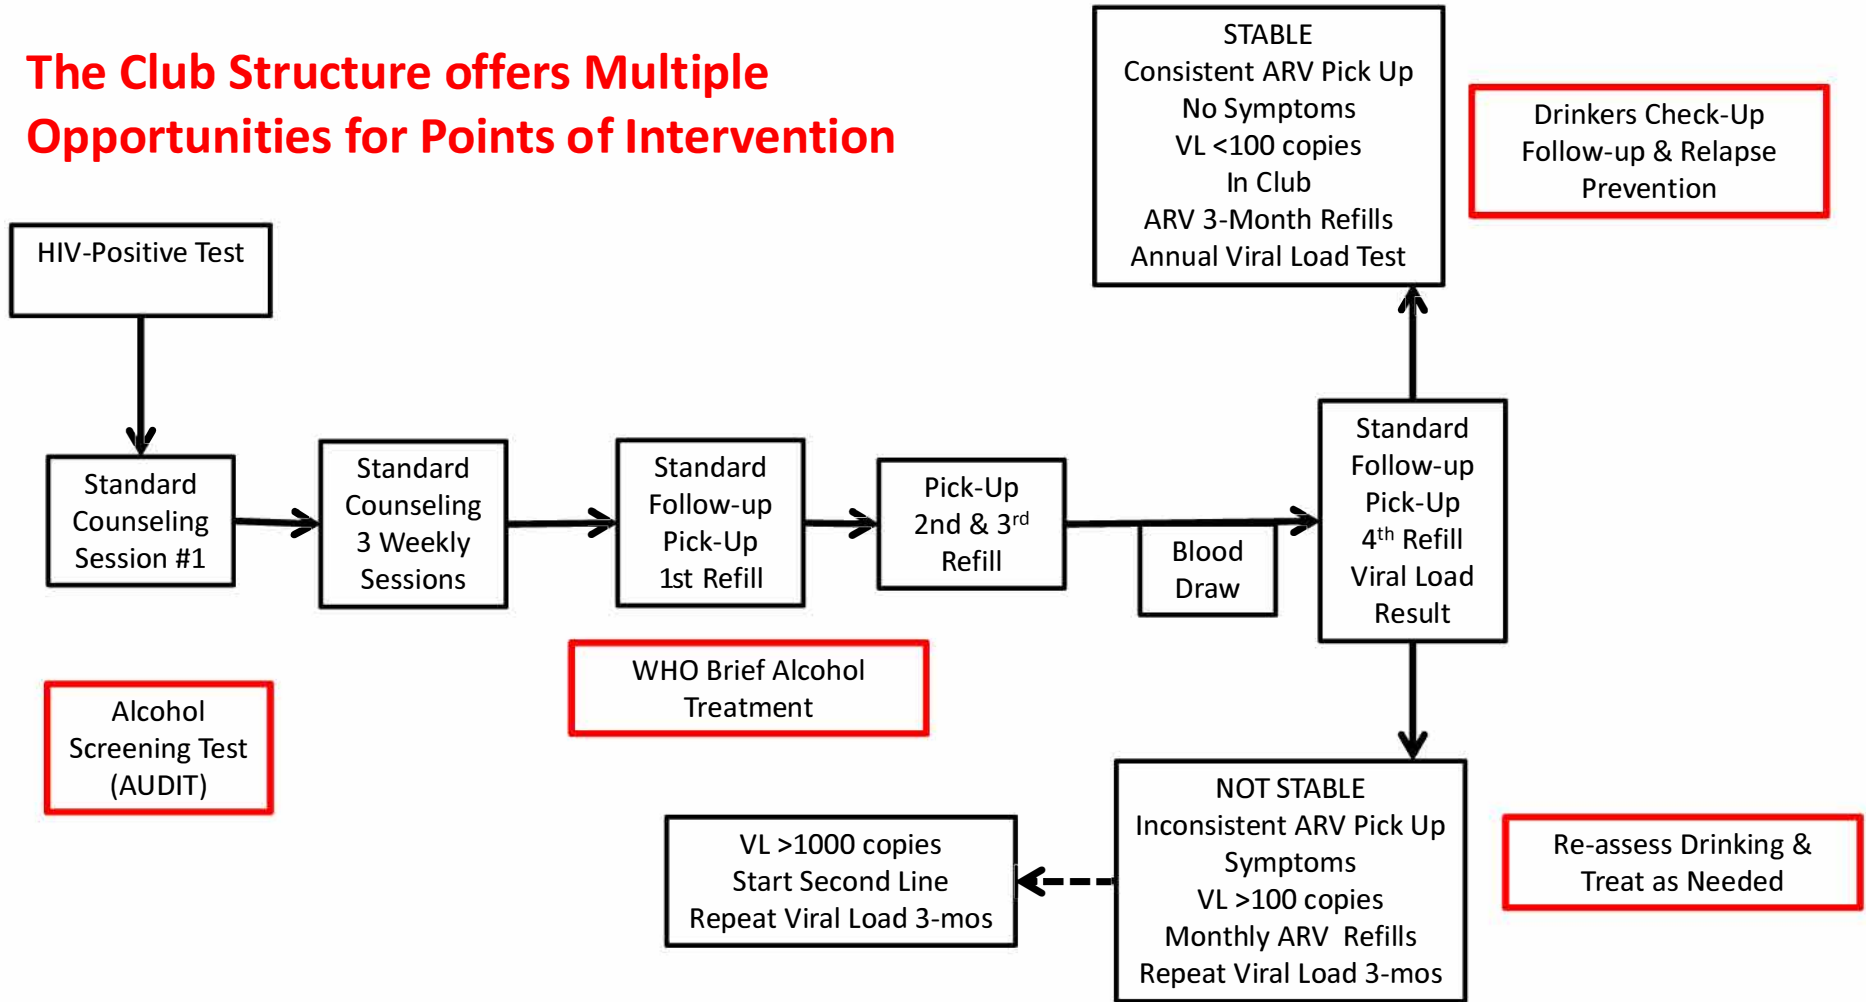 The Club Structure offers Multiple
Opportunities for Points of Intervention
STABLE
Consistent ARV Pick Up
No Symptoms
VL <100 copies
In Club
ARV 3-Month Refills
Annual Viral Load Test
Drinkers Check-Up
Follow-up & Relapse
Prevention
HIV-Positive Test
Standard
Counseling
Session #1
Standard
Counseling
3 Weekly
Sessions
Standard
Follow-up
Pick-Up
1st Refill
Pick-Up
2nd & 3rd
Refill
Blood
Draw
Standard
Follow-up
Pick-Up
4th Refill
Viral Load
Result
Alcohol
Screening Test
(AUDIT)
WHO Brief Alcohol
Treatment
VL >1000 copies
Start Second Line
Repeat Viral Load 3-mos
NOT STABLE
Inconsistent ARV Pick Up
Symptoms
VL >100 copies
Monthly ARV Refills
Repeat Viral Load 3-mos
Re-assess Drinking &
Treat as Needed